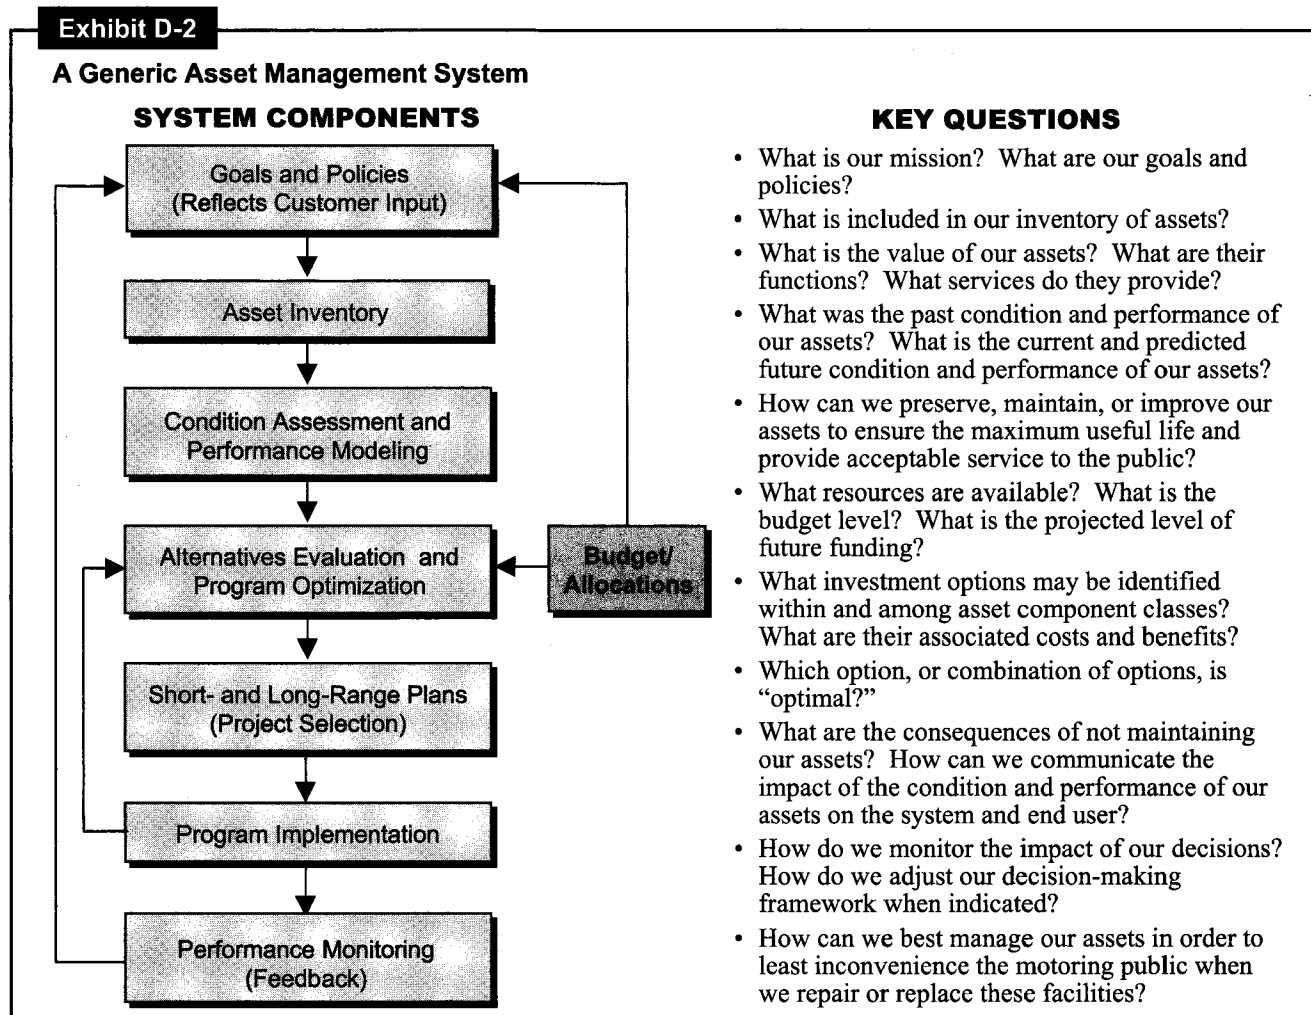 Exhibit D-2
A Generic Asset Management System
SYSTEM COMPONENTS
Goals and Policies
(Reflects Customer Input)
Asset Inventory
Condition Assessment and
Performance Modeling
Alternatives Evaluation and
Program Optimization
Budget/
Allocations
Short- and Long-Range Plans
(Project Selection)
Program Implementation
Performance Monitoring
(Feedback)
KEY QUESTIONS
• What is our mission? What are our goals and
policies?
• What is included in our inventory of assets?
• What is the value of our assets? What are their
functions? What services do they provide?
• What was the past condition and performance of
our assets? What is the current and predicted
future condition and performance of our assets?
• How can we preserve, maintain, or improve our
assets to ensure the maximum useful life and
provide acceptable service to the public?
• What resources are available? What is the
budget level? What is the projected level of
future funding?
• What investment options may be identified
within and among asset component classes?
What are their associated costs and benefits?
• Which option, or combination of options, is
“optimal?”
• What are the consequences of not maintaining
our assets? How can we communicate the
impact of the condition and performance of our
assets on the system and end user?
• How do we monitor the impact of our decisions?
How do we adjust our decision-making
framework when indicated?
• How can we best manage our assets in order to
least inconvenience the motoring public when
we repair or replace these facilities?